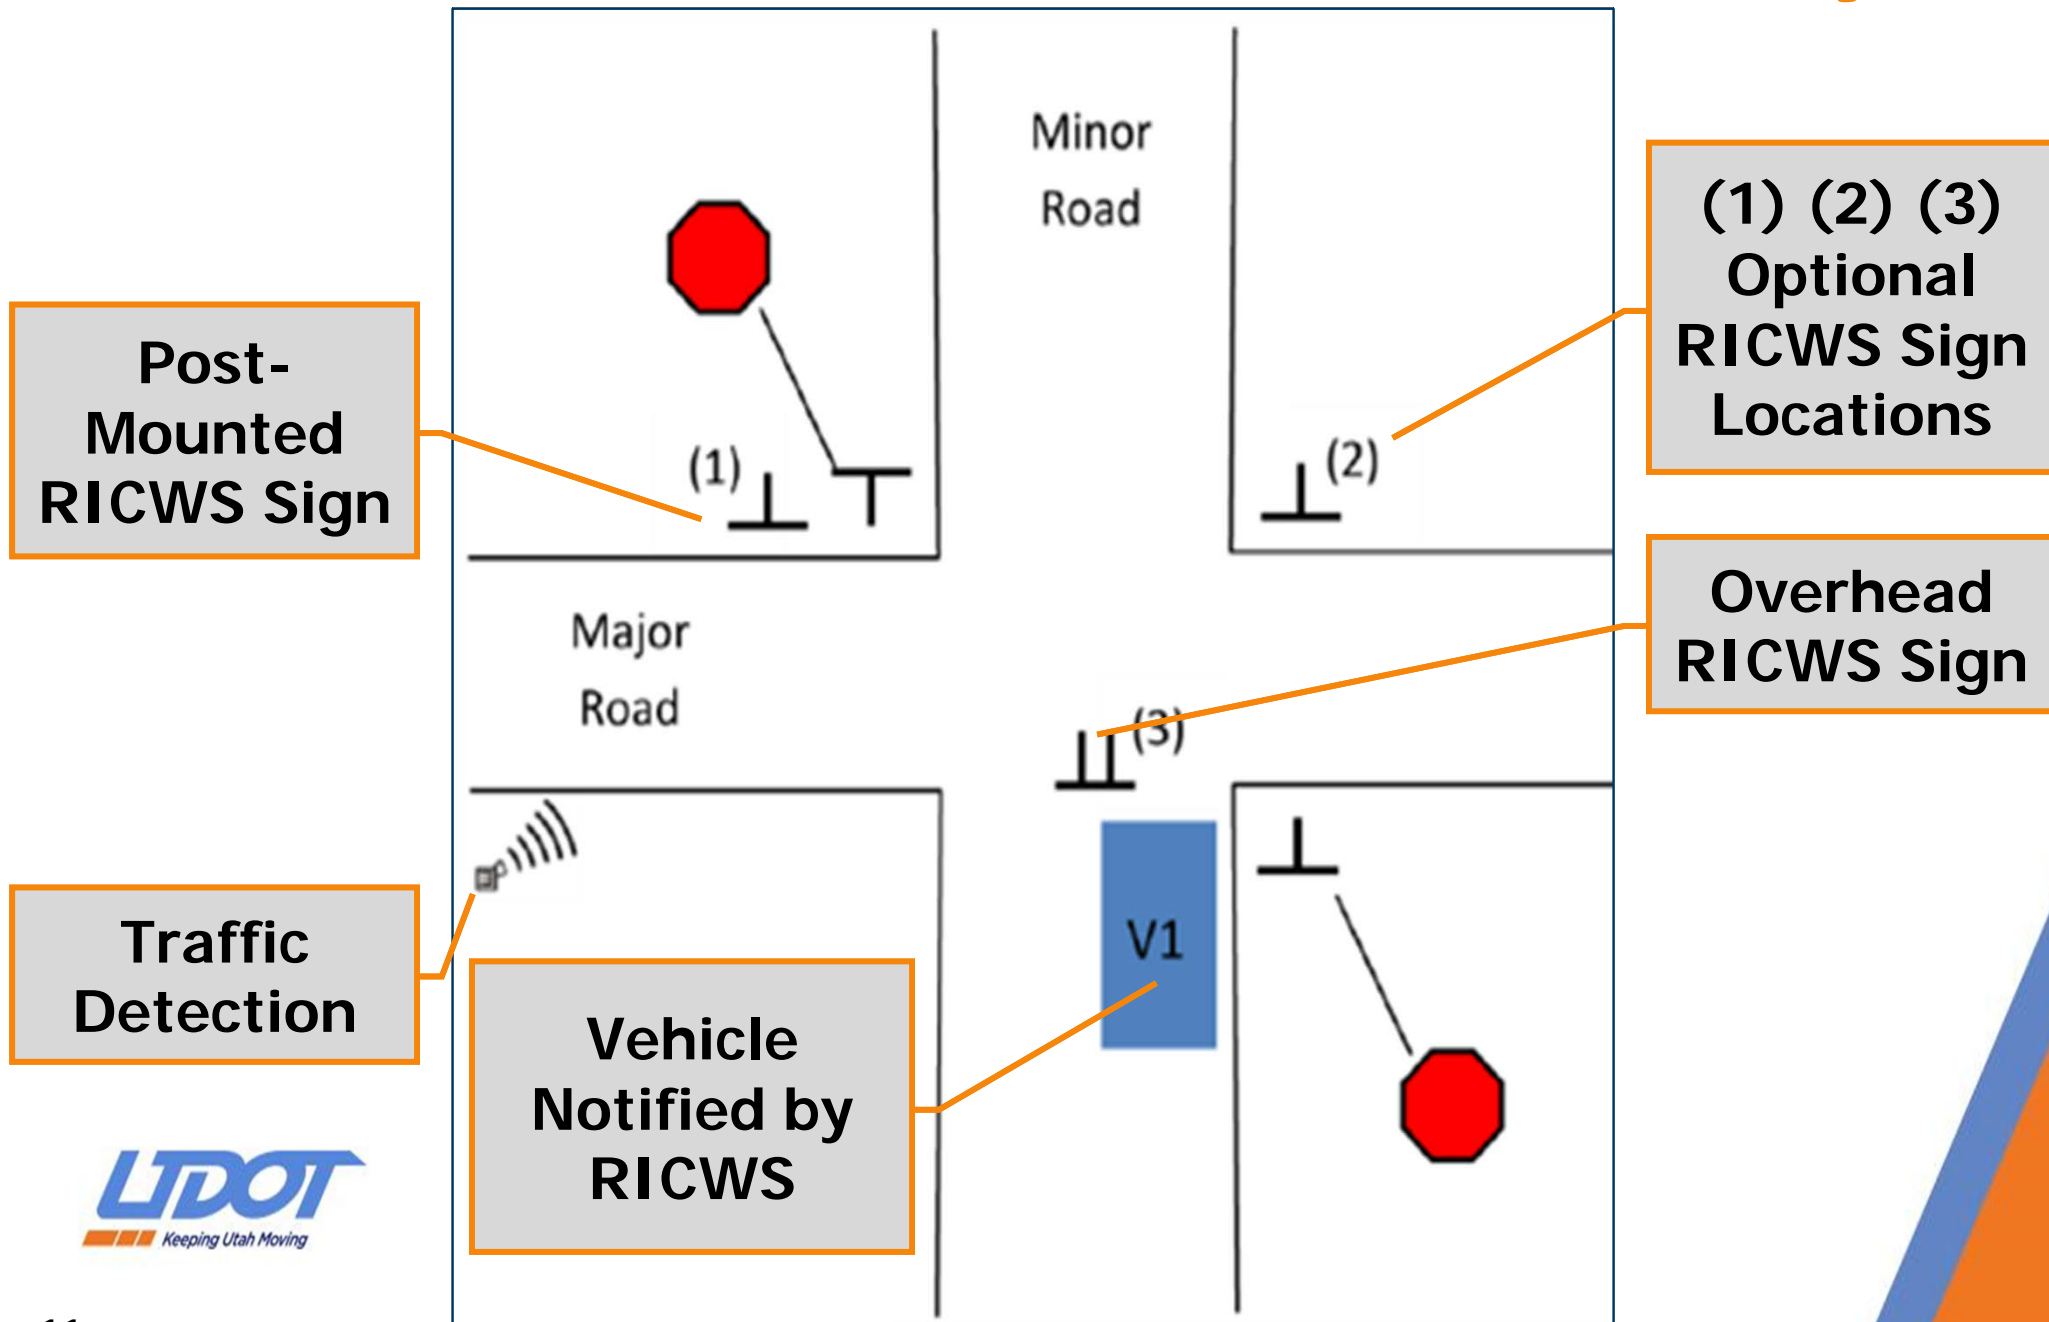 Minor
Road
(1) (2) (3)
Optional
RICWS Sign
Locations
Post-
Mounted
RICWS Sign
(1)
(2)
Overhead
RICWS Sign
Major
Road
(3)
Traffic
Detection
V1
Vehicle
Notified by
RICWS
UDOT
Keeping Utah Moving